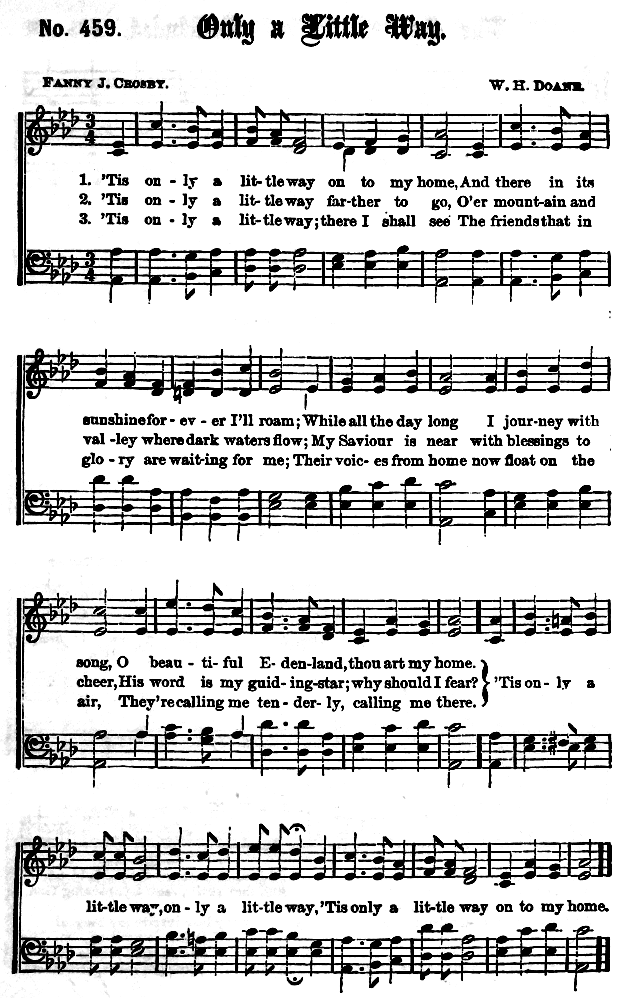 No. 459. Only a Little Way.
FANNY J. CROSBY. W. H. DOANE.
3
4
1. 'Tis on - ly a lit-tle way on to my home, And there in its
2. 'Tis on - ly a lit-tle way far-ther to go, O'er mount-ain and
3. 'Tis on - ly a lit-tle way; there I shall see The friends that in
3
4
sunshine for - ev - er I'll roam; While all the day long I jour-ney with
val - ley where dark waters flow; My Saviour is near with blessings to
glo - ry are wait-ing for me; Their voic - es from home now float on the
song, O beau - ti - ful E - den-land, thou art my home.
cheer, His word is my guid - ing-star; why should I fear? 'Tis on - ly a
air, They're calling me ten - der - ly, calling me there.
lit-tle way, on - ly a lit-tle way, 'Tis only a lit-tle way on to my home.